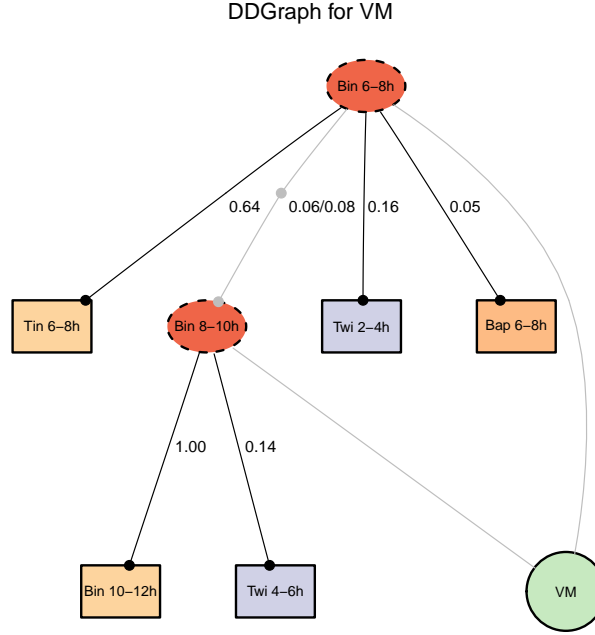 DDGraph for VM
Bin 6–8h
0.64
0.06/0.08
0.16
0.05
Tin 6–8h
Bin 8–10h
Twi 2–4h
Bap 6–8h
1.00
0.14
Bin 10–12h
Twi 4–6h
VM